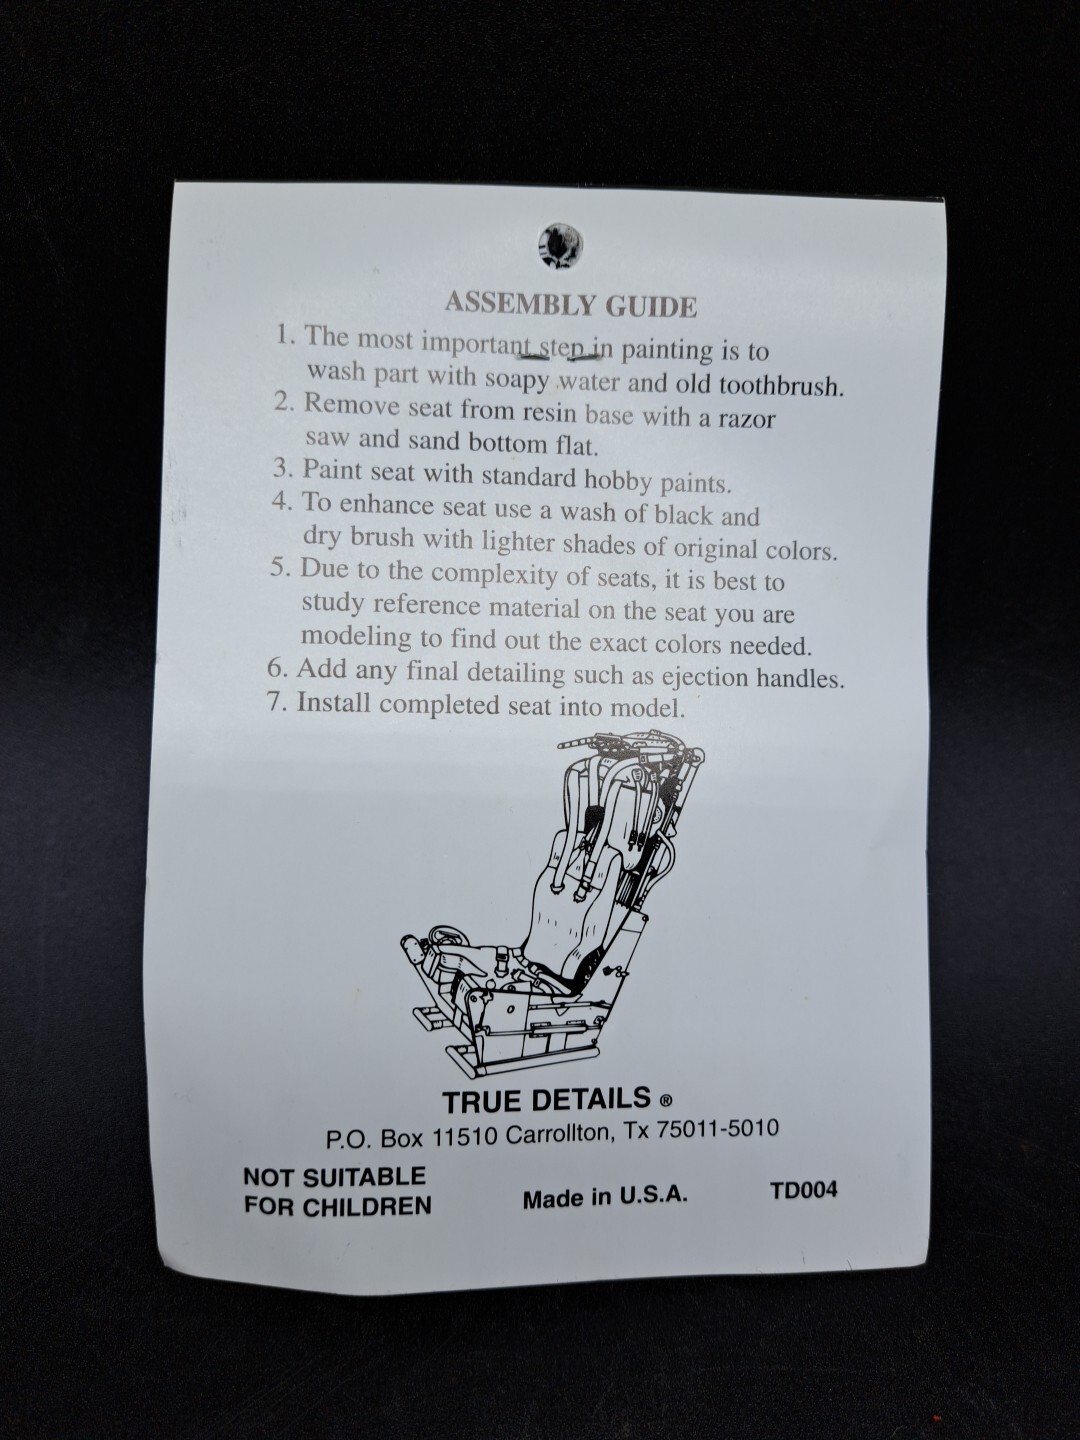 ASSEMBLY GUIDE
1. The most important step in painting is to
wash part with soapy water and old toothbrush.
2. Remove seat from resin base with a razor
saw and sand bottom flat.
3. Paint seat with standard hobby paints.
4. To enhance seat use a wash of black and
dry brush with lighter shades of original colors.
5. Due to the complexity of seats, it is best to
study reference material on the seat you are
modeling to find out the exact colors needed.
6. Add any final detailing such as ejection handles.
7. Install completed seat into model.
TRUE DETAILS ®
P.O. Box 11510 Carrollton, Tx 75011-5010
NOT SUITABLE
FOR CHILDREN
Made in U.S.A.
TD004